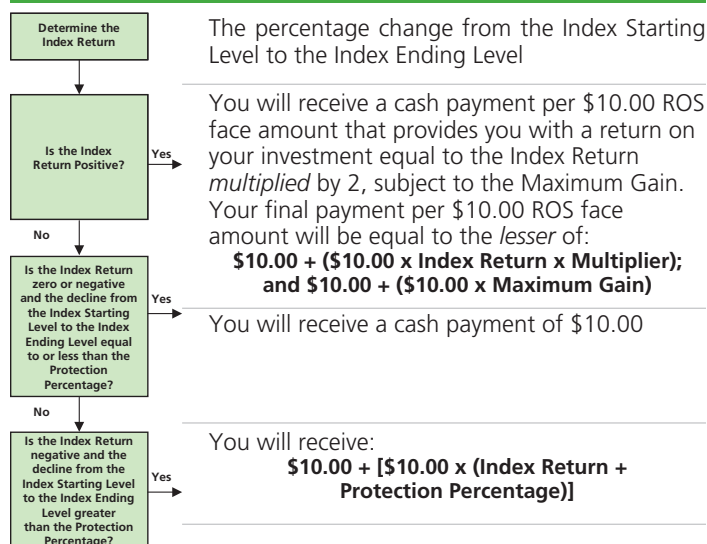 Determine the
Index Return
The percentage change from the Index Starting
Level to the Index Ending Level
Is the Index
Return Positive?
Yes
You will receive a cash payment per $10.00 ROS
face amount that provides you with a return on
your investment equal to the Index Return
multiplied by 2, subject to the Maximum Gain.
Your final payment per $10.00 ROS face
amount will be equal to the lesser of:
$10.00 + ($10.00 x Index Return x Multiplier);
and $10.00 + ($10.00 x Maximum Gain)
No
Is the Index Return
zero or negative
and the decline from
the Index Starting
Level to the Index
Ending Level equal
to or less than the
Protection
Percentage?
Yes
You will receive a cash payment of $10.00
No
Is the Index Return
negative and the
decline from the
Index Starting Level
to the Index Ending
Level greater
than the Protection
Percentage?
Yes
You will receive:
$10.00 + [$10.00 x (Index Return +
Protection Percentage)]